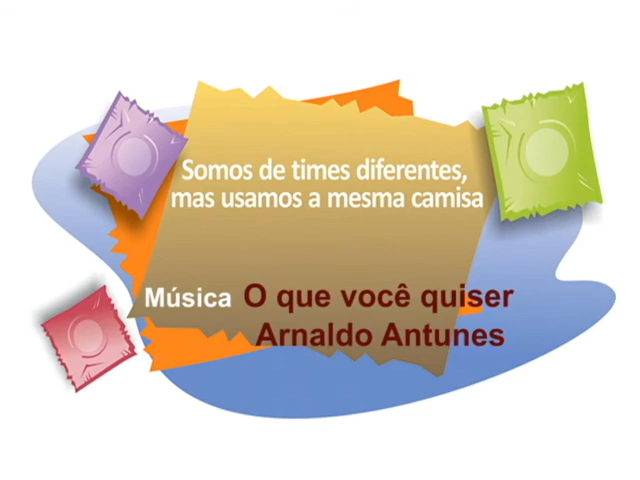 Somos de times diferentes,
mas usamos a mesma camisa
Música O que você quiser
Arnaldo Antunes